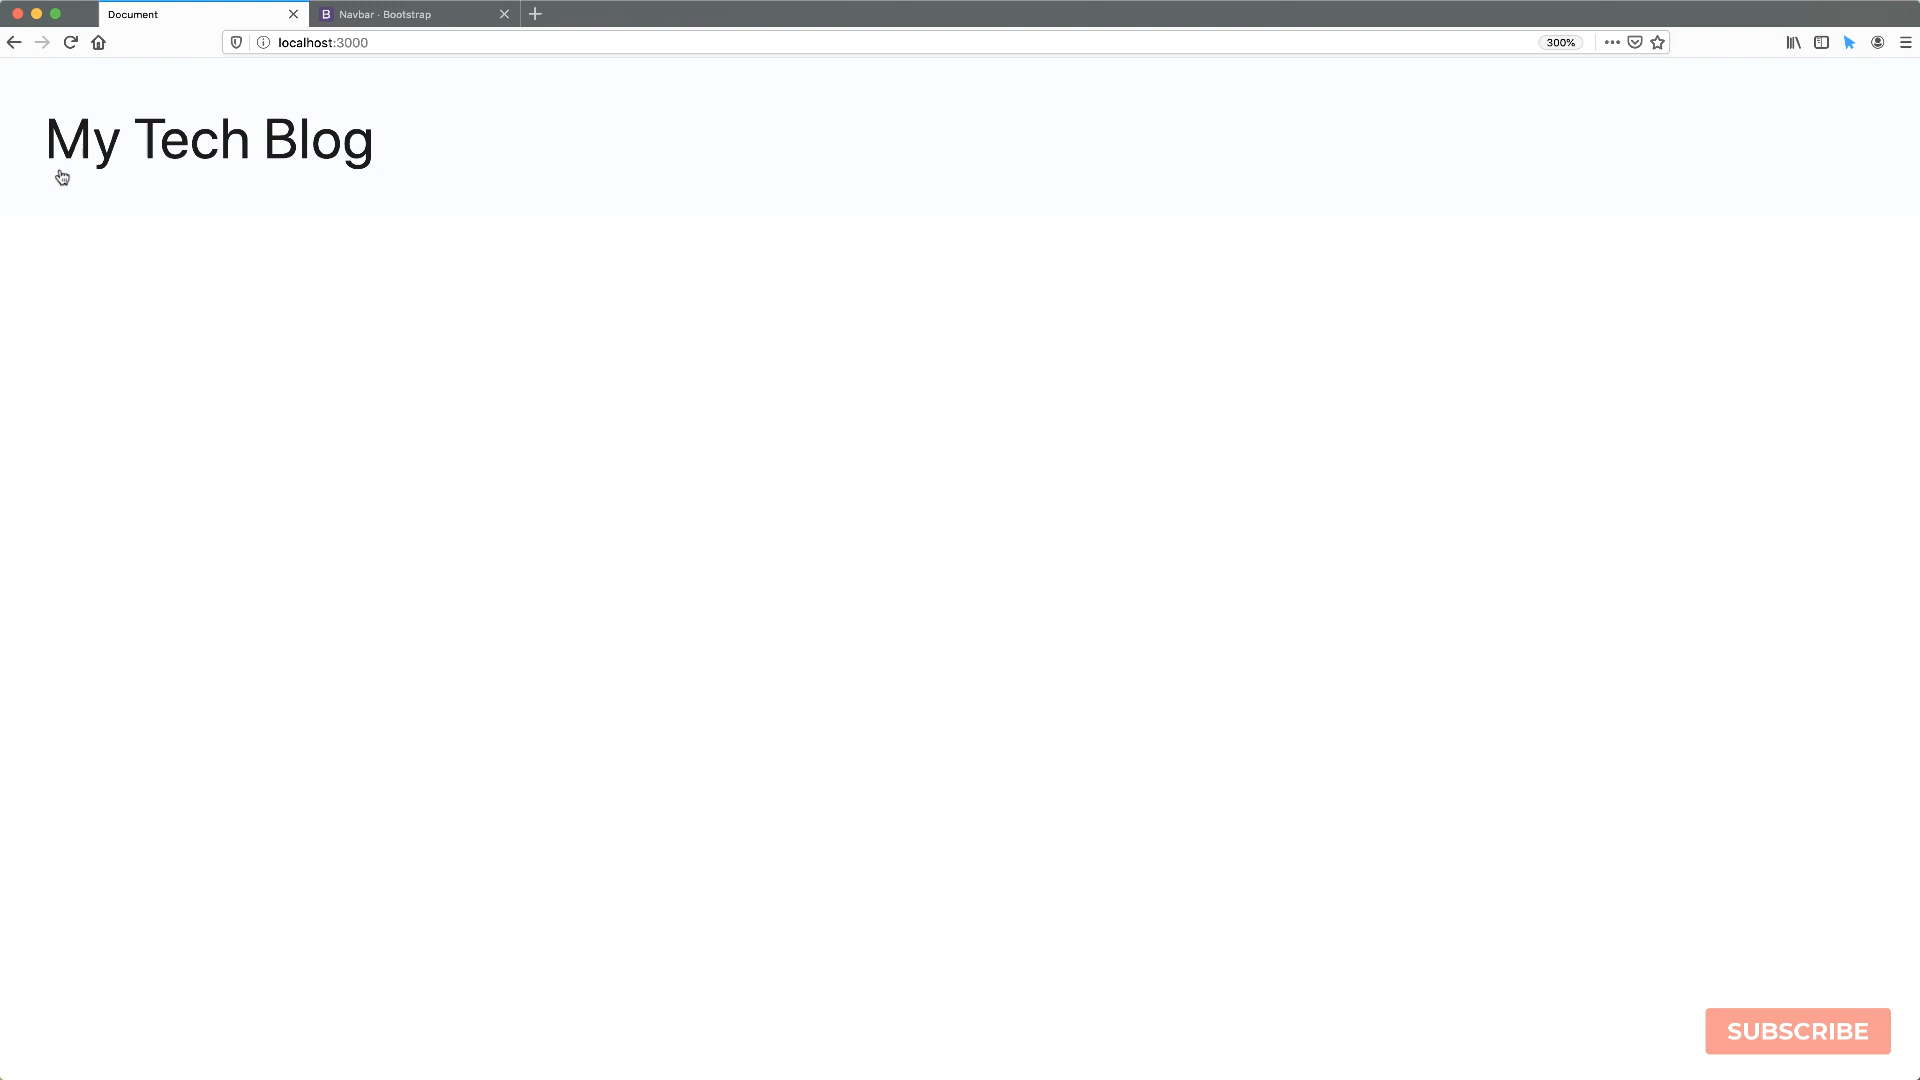 Document
B Navbar · Bootstrap
localhost:3000
300%
My Tech Blog
SUBSCRIBE